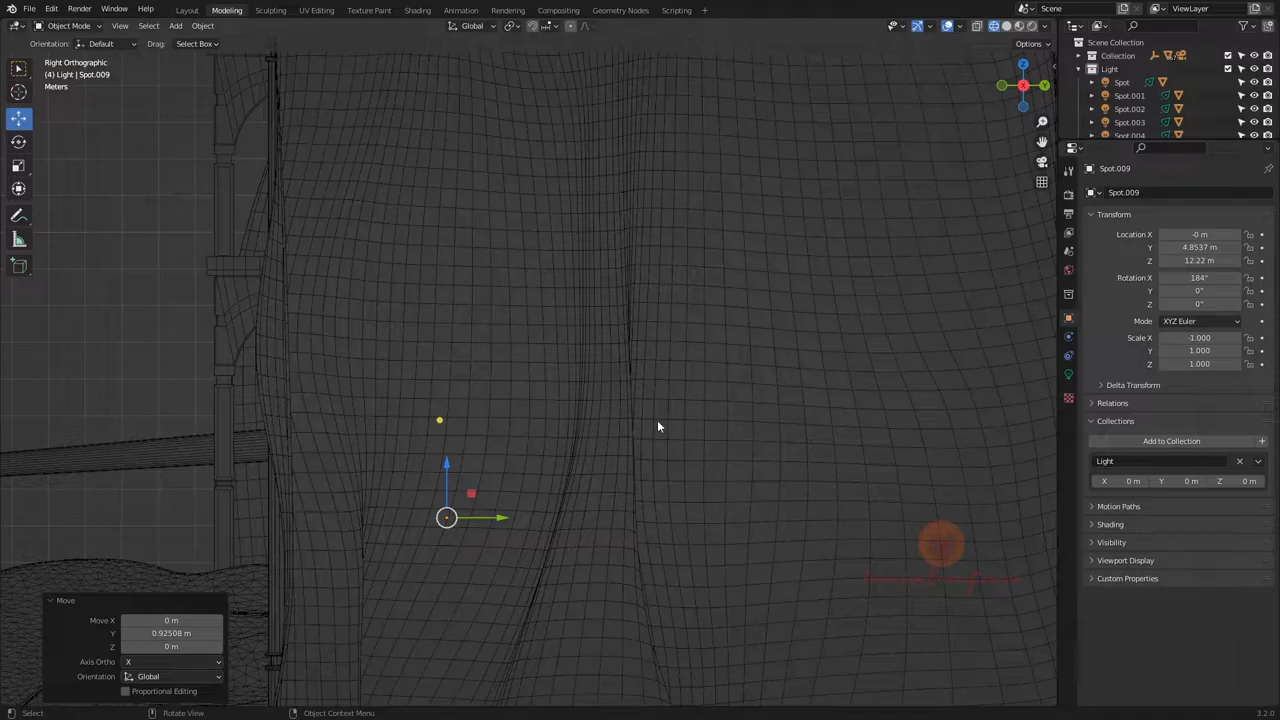 File Edit Render Window Help Layout Modeling Sculpting UV Editing Texture Paint Shading Animation Rendering Compositing Geometry Nodes Scripting Scene ViewLayer
Object Mode View Select Add Object Global
Orientation: Default Drag: Select Box Options
Right Orthographic
(4) Light | Spot.009
Meters
Z
Y
X
Scene Collection
Collection
Light
Spot
Spot.001
Spot.002
Spot.003
Spot.004
Spot.009
Spot.009
Transform
Location X -0 m
Y 4.8537 m
Z 12.22 m
Rotation X 184°
Y 0°
Z 0°
Mode XYZ Euler
Scale X -1.000
Y 1.000
Z 1.000
Delta Transform
Relations
Collections
Add to Collection
Light
X 0 m Y 0 m Z 0 m
Motion Paths
Shading
Visibility
Viewport Display
Custom Properties
Move
Move X 0 m
Y 0.92508 m
Z 0 m
Axis Ortho X
Orientation Global
Proportional Editing
Select Rotate View Object Context Menu 3.2.0